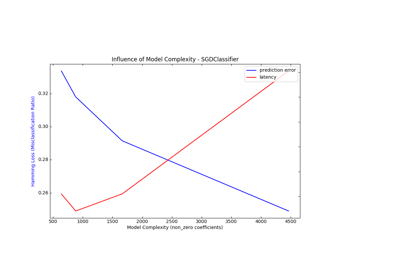 Influence of Model Complexity - SGDClassifier
prediction error
latency
Hamming Loss (Misclassification Ratio)
0.32
0.30
0.28
0.26
500 1000 1500 2000 2500 3000 3500 4000 4500
Model Complexity (non_zero coefficients)